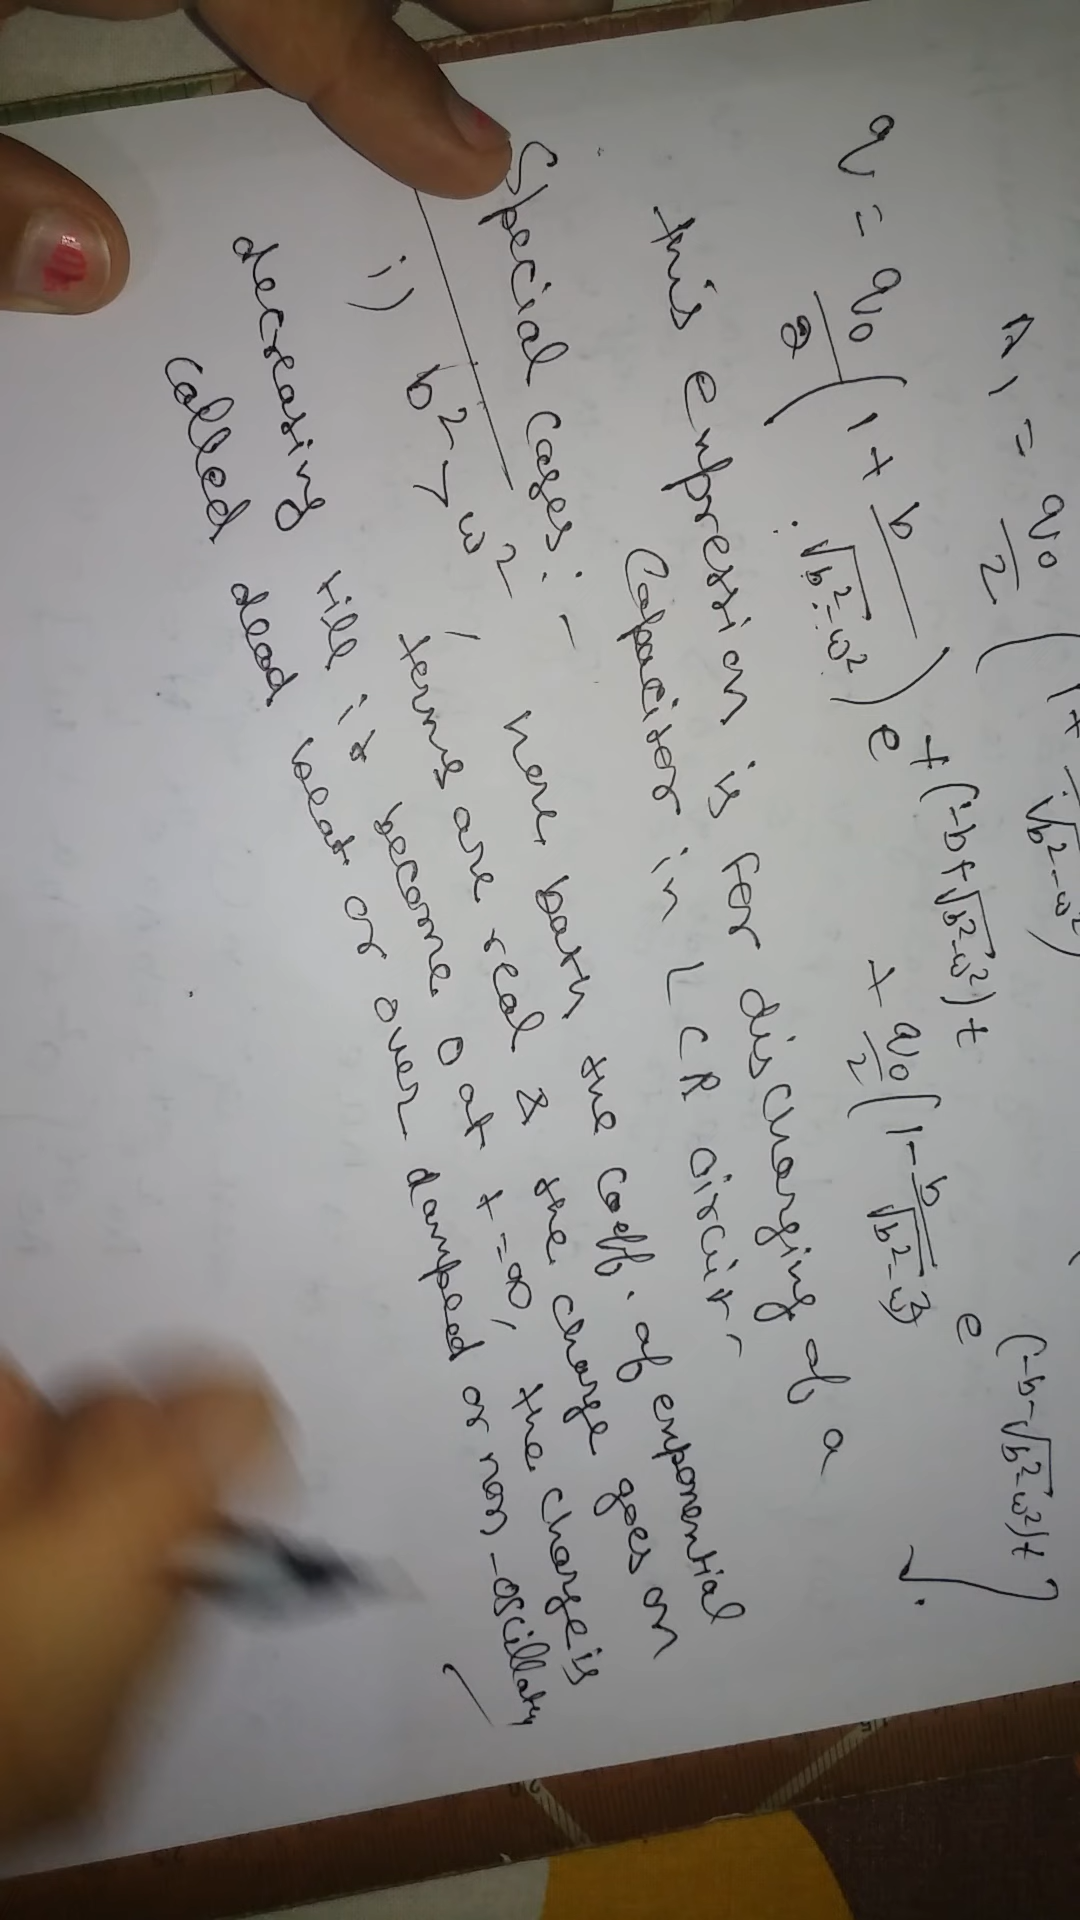 A₁ = q₀/2 (1 + /√b²-ω²)
q = q₀/2 (1 + b/√b²-ω²) e^+(-b+√b²-ω²)t + q₀/2 (1 - b/√b²-ω²) e^(-b-√b²-ω²)t
this expression is for discharging of a
capacitor in LCR circuit,
Special cases:-
i) b² > ω², here both the coeff. of exponential
terms are real & the charge goes on
decreasing till it become 0 at t=∞, the charge is
called dead beat or over damped or non-oscillatory